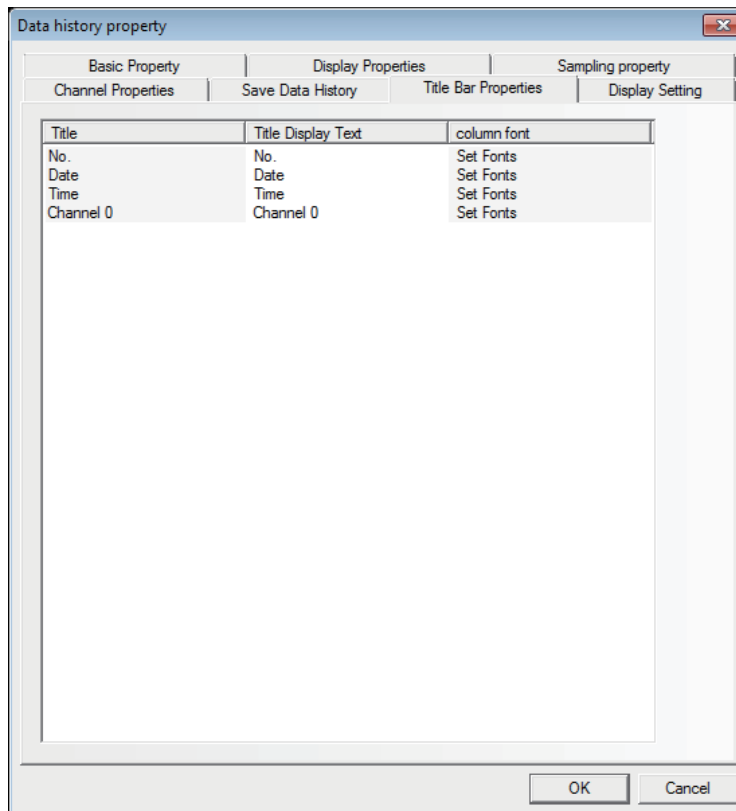 Data history property
Basic Property Display Properties Sampling property
Channel Properties Save Data History Title Bar Properties Display Setting
Title Title Display Text column font
No. No. Set Fonts
Date Date Set Fonts
Time Time Set Fonts
Channel 0 Channel 0 Set Fonts
OK Cancel